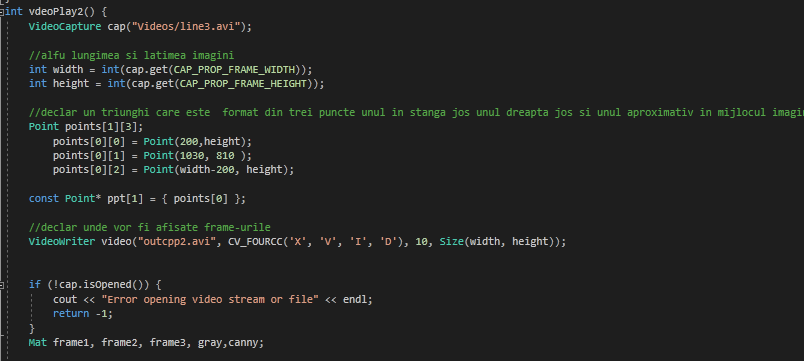 int vdeoPlay2() {
VideoCapture cap("Videos/line3.avi");
//alfu lungimea si latimea imagini
int width = int(cap.get(CAP_PROP_FRAME_WIDTH));
int height = int(cap.get(CAP_PROP_FRAME_HEIGHT));
//declar un triunghi care este  format din trei puncte unul in stanga jos unul dreapta jos si unul aproximativ in mijlocul imagin
Point points[1][3];
points[0][0] = Point(200,height);
points[0][1] = Point(1030, 810 );
points[0][2] = Point(width-200, height);
const Point* ppt[1] = { points[0] };
//declar unde vor fi afisate frame-urile
VideoWriter video("outcpp2.avi", CV_FOURCC('X', 'V', 'I', 'D'), 10, Size(width, height));
if (!cap.isOpened()) {
cout << "Error opening video stream or file" << endl;
return -1;
}
Mat frame1, frame2, frame3, gray,canny;